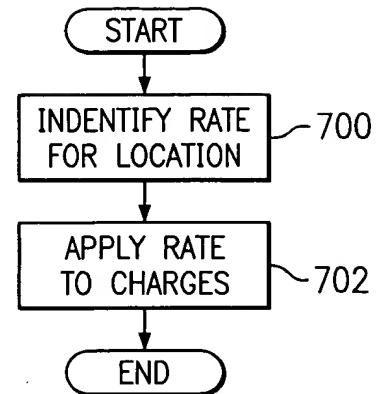 START
INDENTIFY RATE
FOR LOCATION
700
APPLY RATE
TO CHARGES
702
END